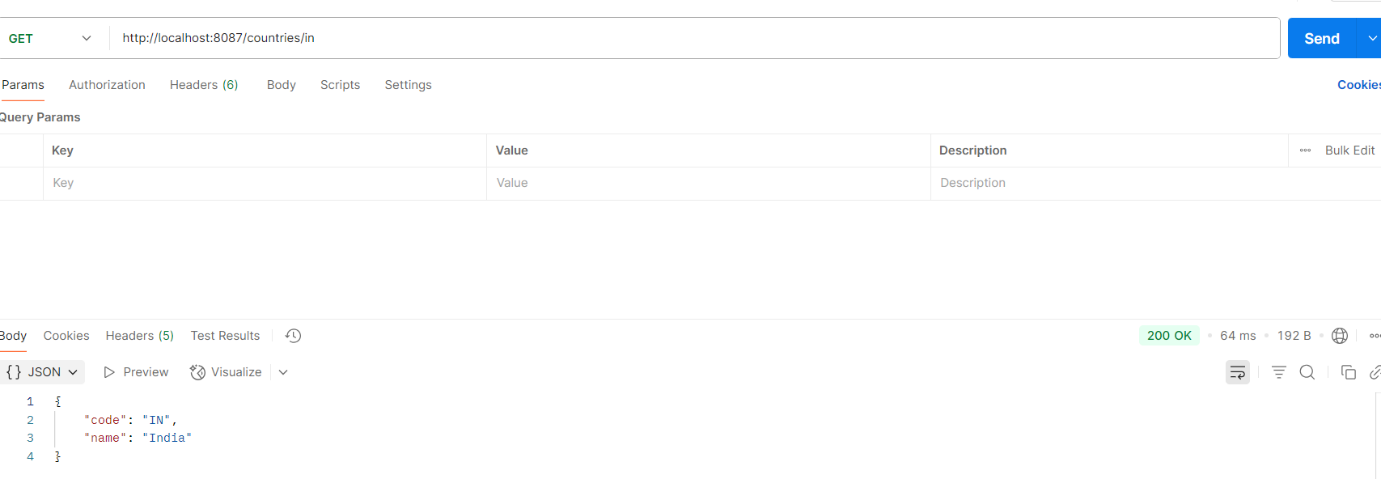 GET http://localhost:8087/countries/in Send
Params Authorization Headers (6) Body Scripts Settings Cookies
Query Params
Key Value Description Bulk Edit
Key Value Description
Body Cookies Headers (5) Test Results 200 OK • 64 ms • 192 B •
{} JSON Preview Visualize
1 {
2 "code": "IN",
3 "name": "India"
4 }